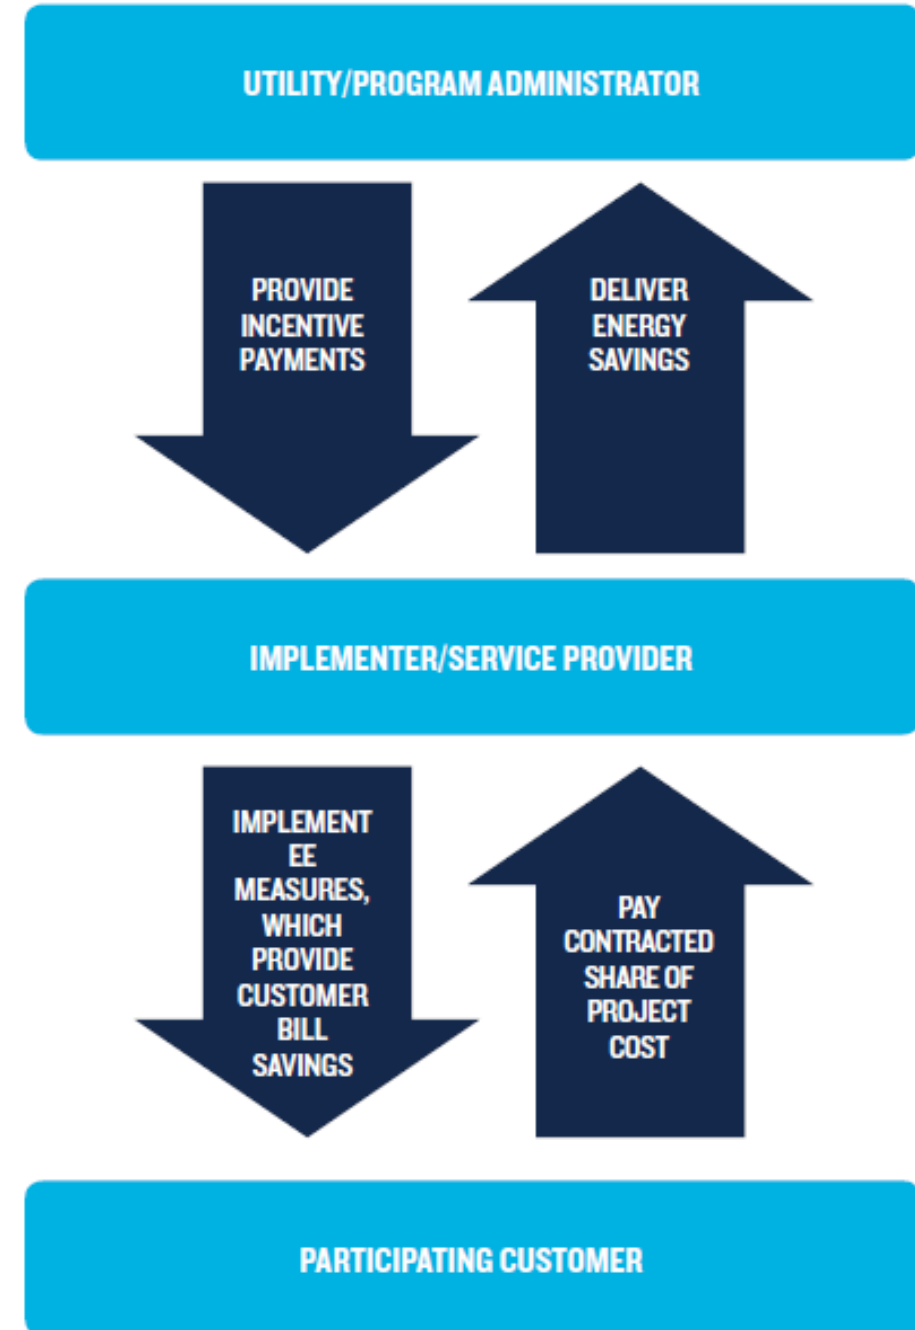 UTILITY/PROGRAM ADMINISTRATOR
PROVIDE
INCENTIVE
PAYMENTS
DELIVER
ENERGY
SAVINGS
IMPLEMENTER/SERVICE PROVIDER
IMPLEMENT
EE
MEASURES,
WHICH
PROVIDE
CUSTOMER
BILL
SAVINGS
PAY
CONTRACTED
SHARE OF
PROJECT
COST
PARTICIPATING CUSTOMER